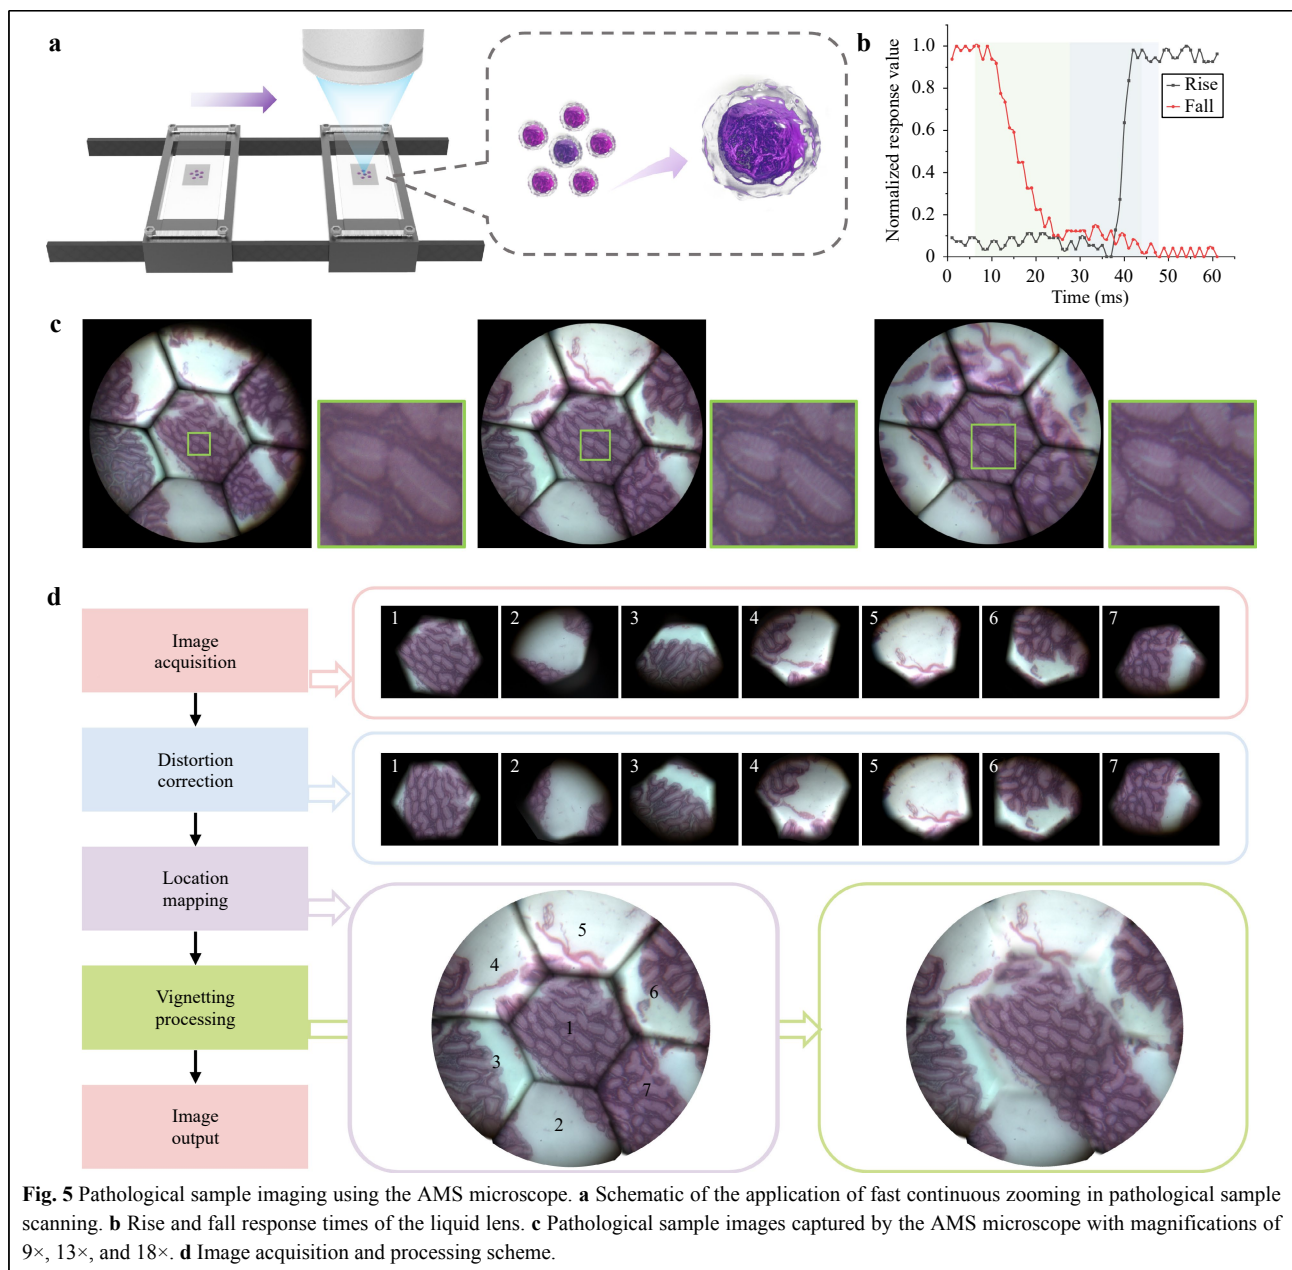 a
b
Normalized response value
1.0
0.8
0.6
0.4
0.2
0
Rise
Fall
0 10 20 30 40 50 60
Time (ms)
c
d
Image
acquisition
1 2 3 4 5 6 7
Distortion
correction
1 2 3 4 5 6 7
Location
mapping
Vignetting
processing
Image
output
5
4
6
1
3
7
2
Fig. 5 Pathological sample imaging using the AMS microscope. a Schematic of the application of fast continuous zooming in pathological sample
scanning. b Rise and fall response times of the liquid lens. c Pathological sample images captured by the AMS microscope with magnifications of
9×, 13×, and 18×. d Image acquisition and processing scheme.